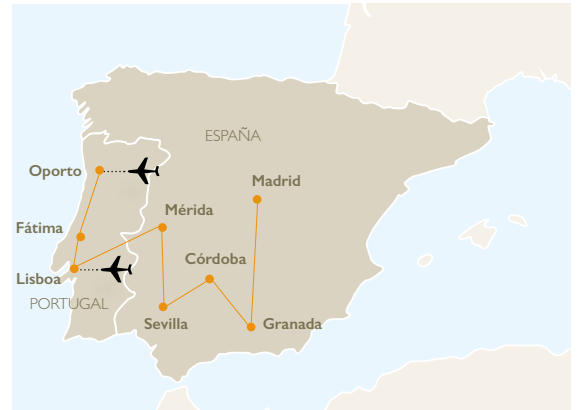 ESPAÑA
Oporto
Madrid
Mérida
Fátima
Córdoba
Lisboa
PORTUGAL
Sevilla
Granada